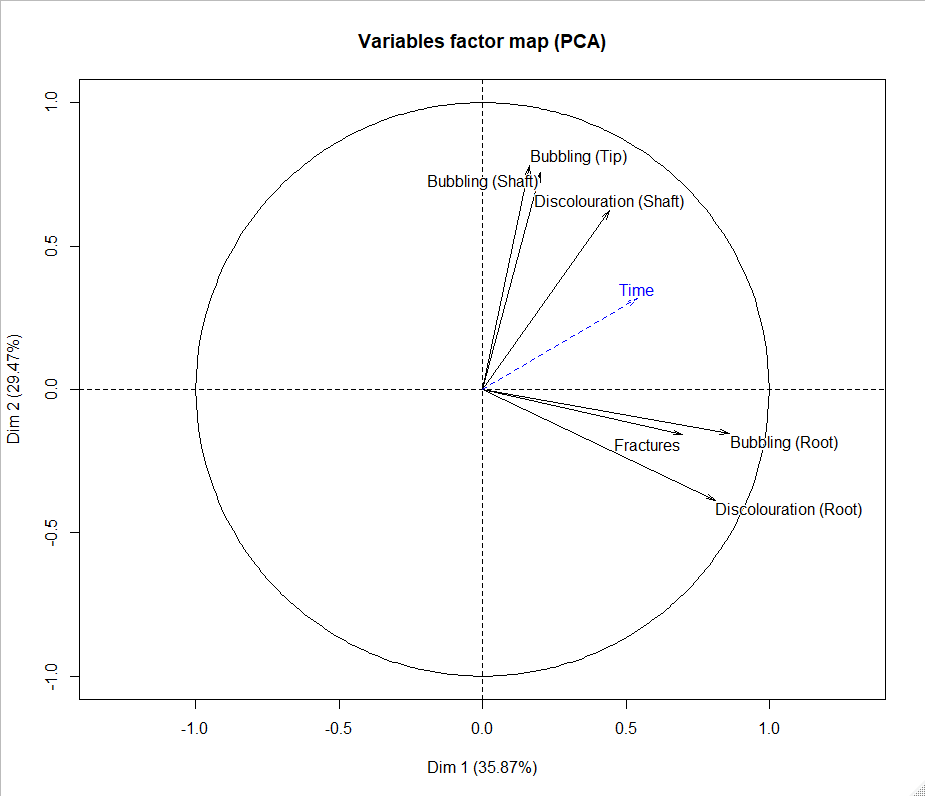 Variables factor map (PCA)
1.0
Bubbling (Tip)
Bubbling (Shaft)
Discolouration (Shaft)
0.5
Time
0.0
Dim 2 (29.47%)
Fractures
Bubbling (Root)
Discolouration (Root)
-0.5
-1.0
-1.0 -0.5 0.0 0.5 1.0
Dim 1 (35.87%)